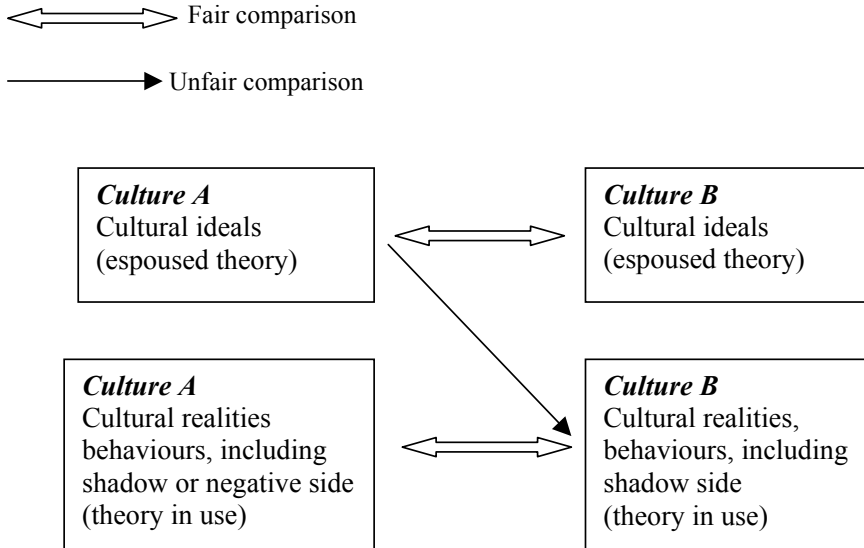 Fair comparison
Unfair comparison
Culture A
Cultural ideals
(espoused theory)
Culture B
Cultural ideals
(espoused theory)
Culture A
Cultural realities
behaviours, including
shadow or negative side
(theory in use)
Culture B
Cultural realities,
behaviours, including
shadow side
(theory in use)